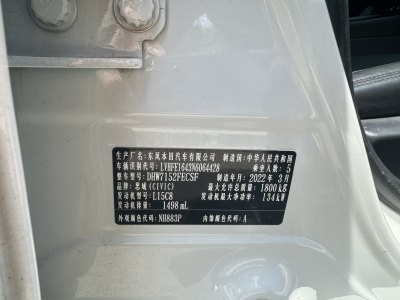 生产厂名：东风本田汽车有限公司 制造国：中华人民共和国
车辆识别代号：LVHFE1643N6064428 乘坐人数：5
整车型号：DHW7152FECSF 制造年月：2022 年 3月
品牌：思域 (CIVIC) 最大允许总质量：1800 kg
发动机型号：L15C8 发动机最大净功率：134 kW
发动机排量：1498 mL
外观颜色代码：NH883P 内饰颜色代码：A